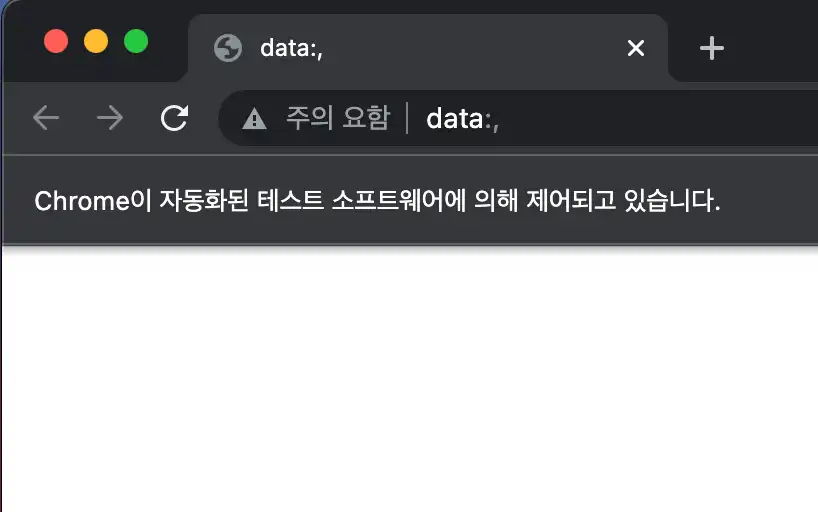 data:,
주의 요함 data:,
Chrome이 자동화된 테스트 소프트웨어에 의해 제어되고 있습니다.